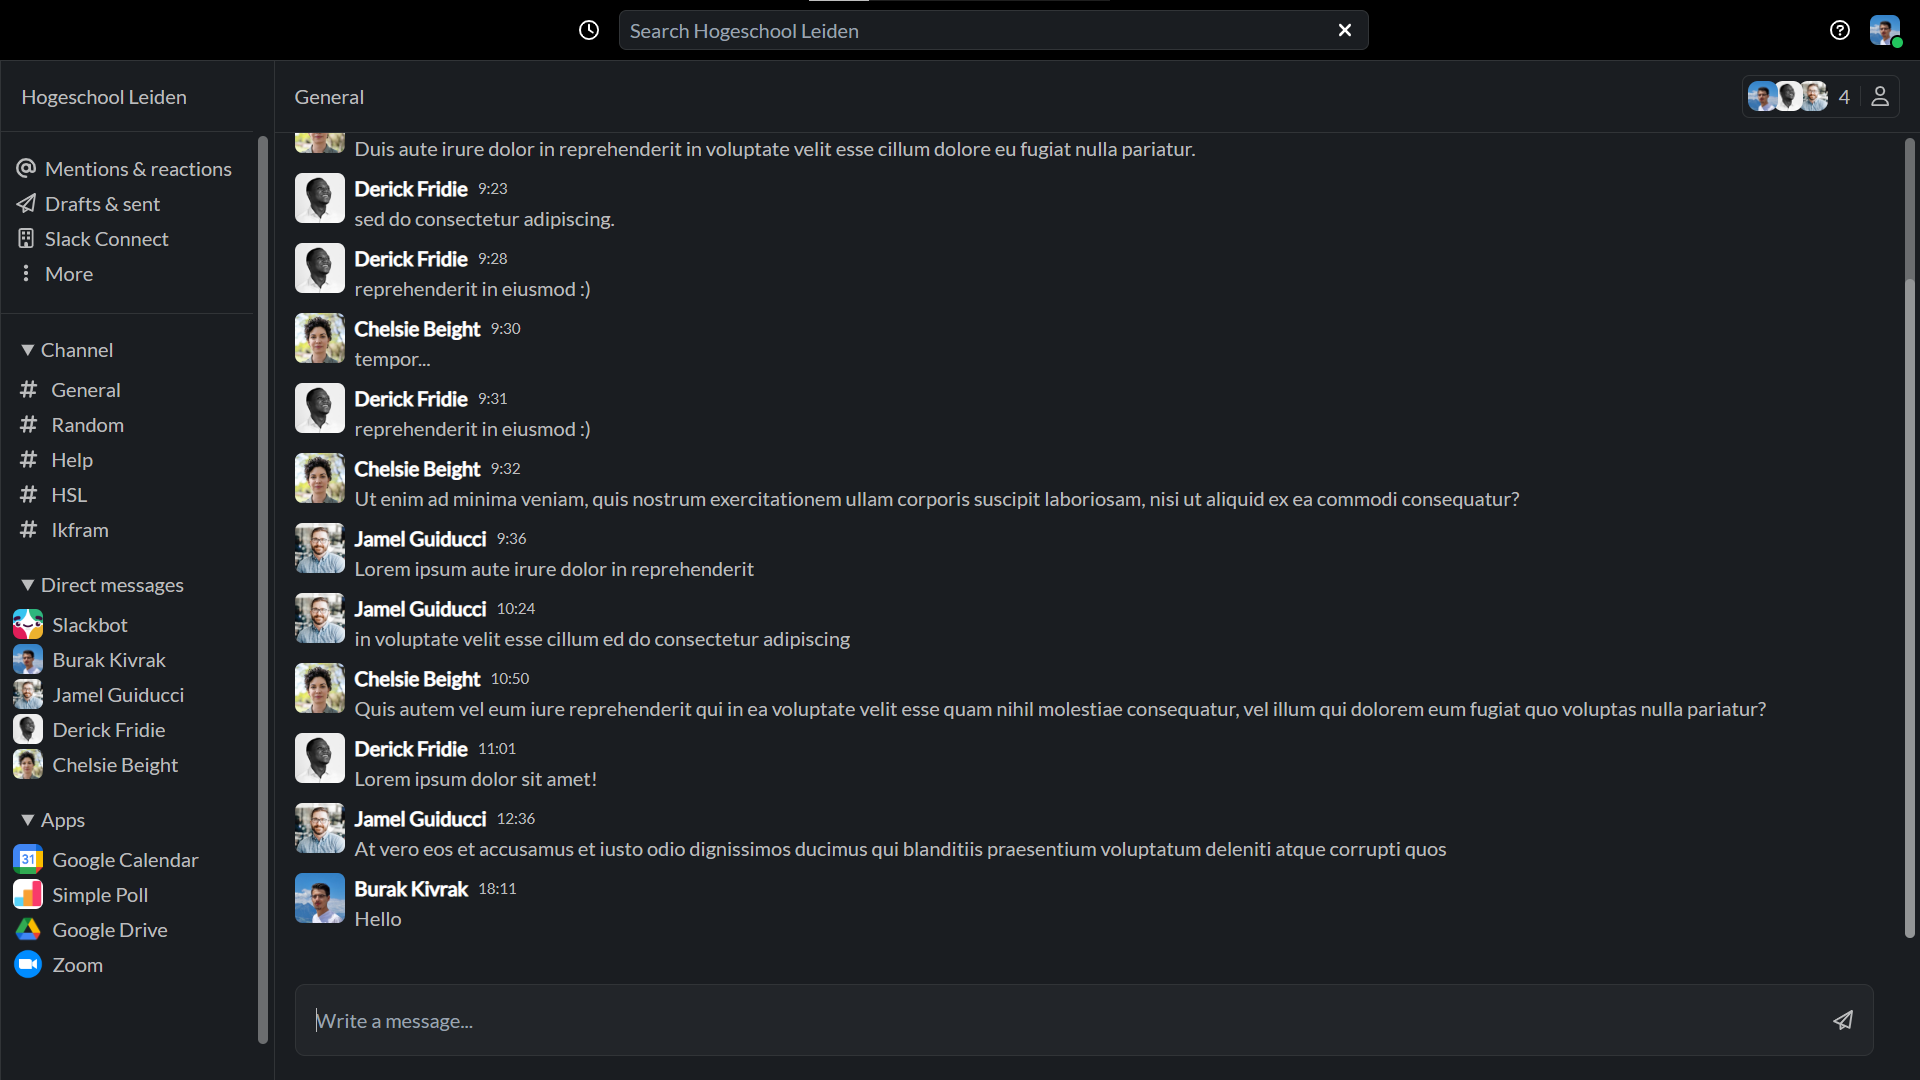 Search Hogeschool Leiden
Hogeschool Leiden
General
4
Mentions & reactions
Drafts & sent
Slack Connect
More
Channel
# General
# Random
# Help
# HSL
# Ikfram
Direct messages
Slackbot
Burak Kivrak
Jamel Guiducci
Derick Fridie
Chelsie Beight
Apps
31 Google Calendar
Simple Poll
Google Drive
Zoom
Duis aute irure dolor in reprehenderit in voluptate velit esse cillum dolore eu fugiat nulla pariatur.
Derick Fridie 9:23
sed do consectetur adipiscing.
Derick Fridie 9:28
reprehenderit in eiusmod :)
Chelsie Beight 9:30
tempor...
Derick Fridie 9:31
reprehenderit in eiusmod :)
Chelsie Beight 9:32
Ut enim ad minima veniam, quis nostrum exercitationem ullam corporis suscipit laboriosam, nisi ut aliquid ex ea commodi consequatur?
Jamel Guiducci 9:36
Lorem ipsum aute irure dolor in reprehenderit
Jamel Guiducci 10:24
in voluptate velit esse cillum ed do consectetur adipiscing
Chelsie Beight 10:50
Quis autem vel eum iure reprehenderit qui in ea voluptate velit esse quam nihil molestiae consequatur, vel illum qui dolorem eum fugiat quo voluptas nulla pariatur?
Derick Fridie 11:01
Lorem ipsum dolor sit amet!
Jamel Guiducci 12:36
At vero eos et accusamus et iusto odio dignissimos ducimus qui blanditiis praesentium voluptatum deleniti atque corrupti quos
Burak Kivrak 18:11
Hello
Write a message...